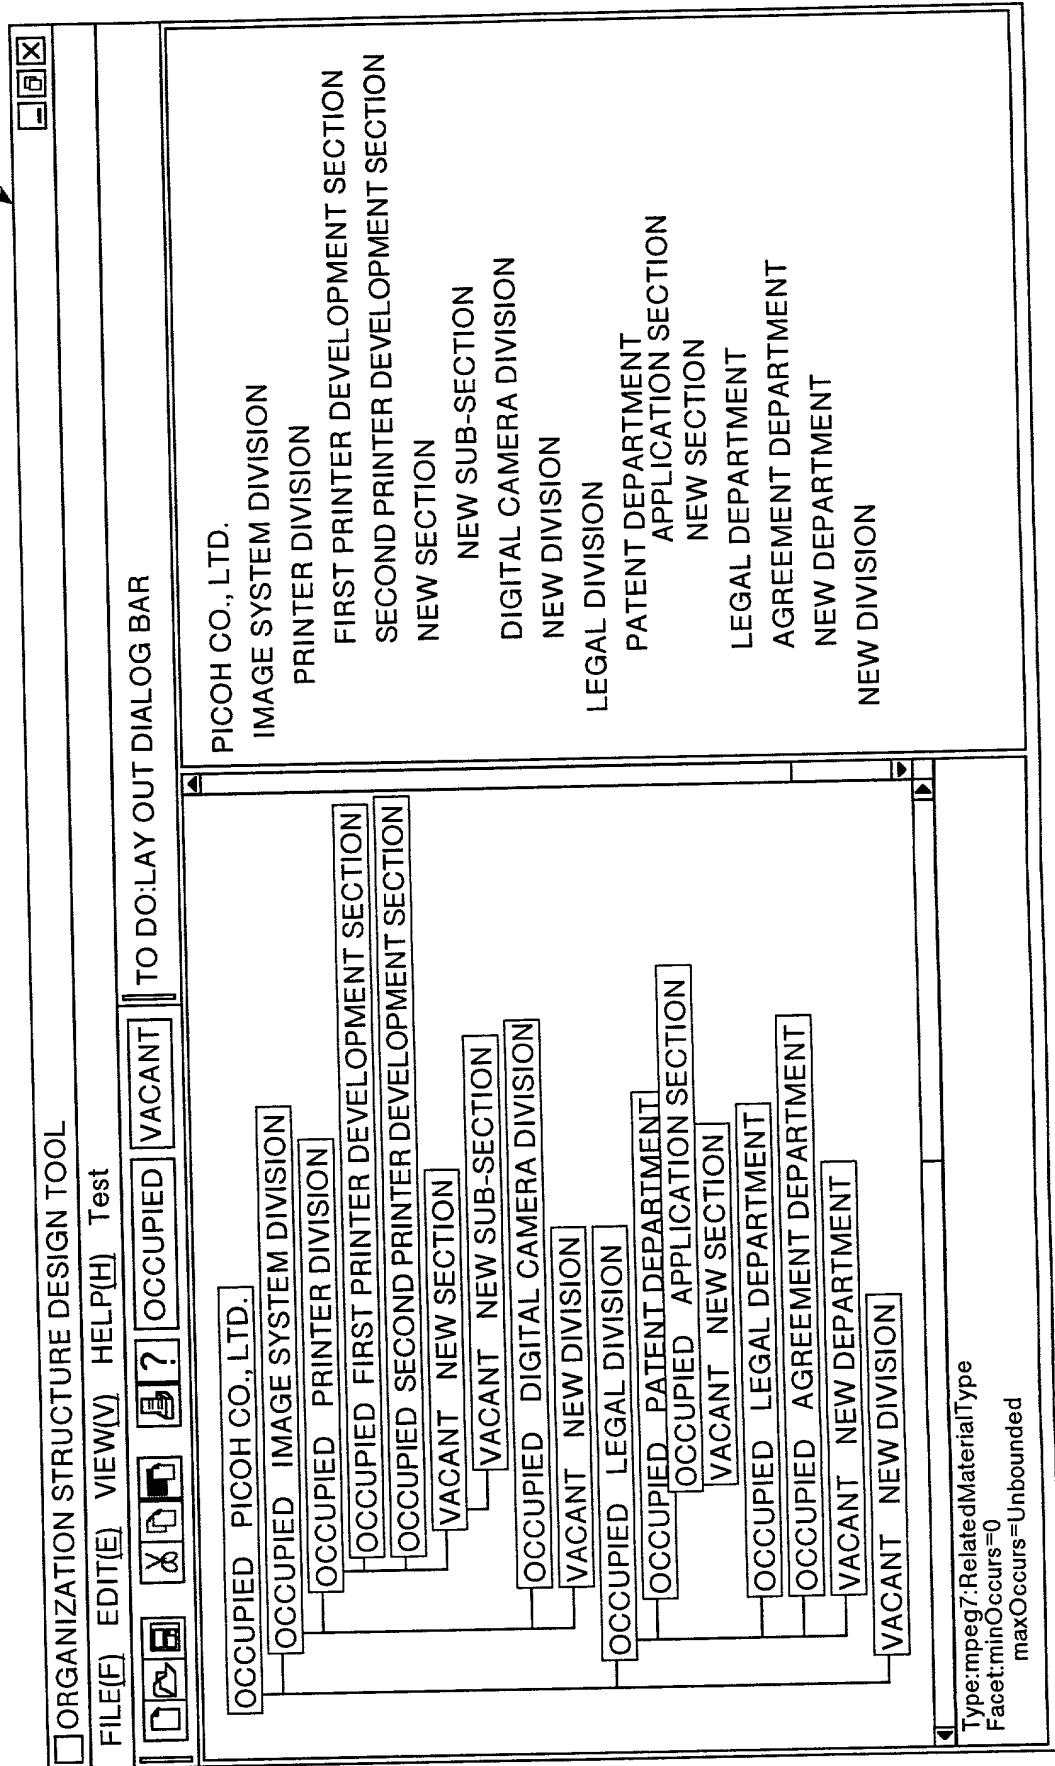 ORGANIZATION STRUCTURE DESIGN TOOL
FILE(F) EDIT(E) VIEW(V) HELP(H) Test
? OCCUPIED VACANT TO DO:LAY OUT DIALOG BAR
OCCUPIED PICOH CO., LTD.
OCCUPIED IMAGE SYSTEM DIVISION
OCCUPIED PRINTER DIVISION
OCCUPIED FIRST PRINTER DEVELOPMENT SECTION
OCCUPIED SECOND PRINTER DEVELOPMENT SECTION
VACANT NEW SECTION
VACANT NEW SUB-SECTION
OCCUPIED DIGITAL CAMERA DIVISION
VACANT NEW DIVISION
OCCUPIED LEGAL DIVISION
OCCUPIED PATENT DEPARTMENT
OCCUPIED APPLICATION SECTION
VACANT NEW SECTION
OCCUPIED LEGAL DEPARTMENT
OCCUPIED AGREEMENT DEPARTMENT
VACANT NEW DEPARTMENT
VACANT NEW DIVISION
Type:mpeg7:RelatedMaterialType
Facet:minOccurs=0
maxOccurs=Unbounded
PICOH CO., LTD.
IMAGE SYSTEM DIVISION
PRINTER DIVISION
FIRST PRINTER DEVELOPMENT SECTION
SECOND PRINTER DEVELOPMENT SECTION
NEW SECTION
NEW SUB-SECTION
DIGITAL CAMERA DIVISION
NEW DIVISION
LEGAL DIVISION
PATENT DEPARTMENT
APPLICATION SECTION
NEW SECTION
LEGAL DEPARTMENT
AGREEMENT DEPARTMENT
NEW DEPARTMENT
NEW DIVISION